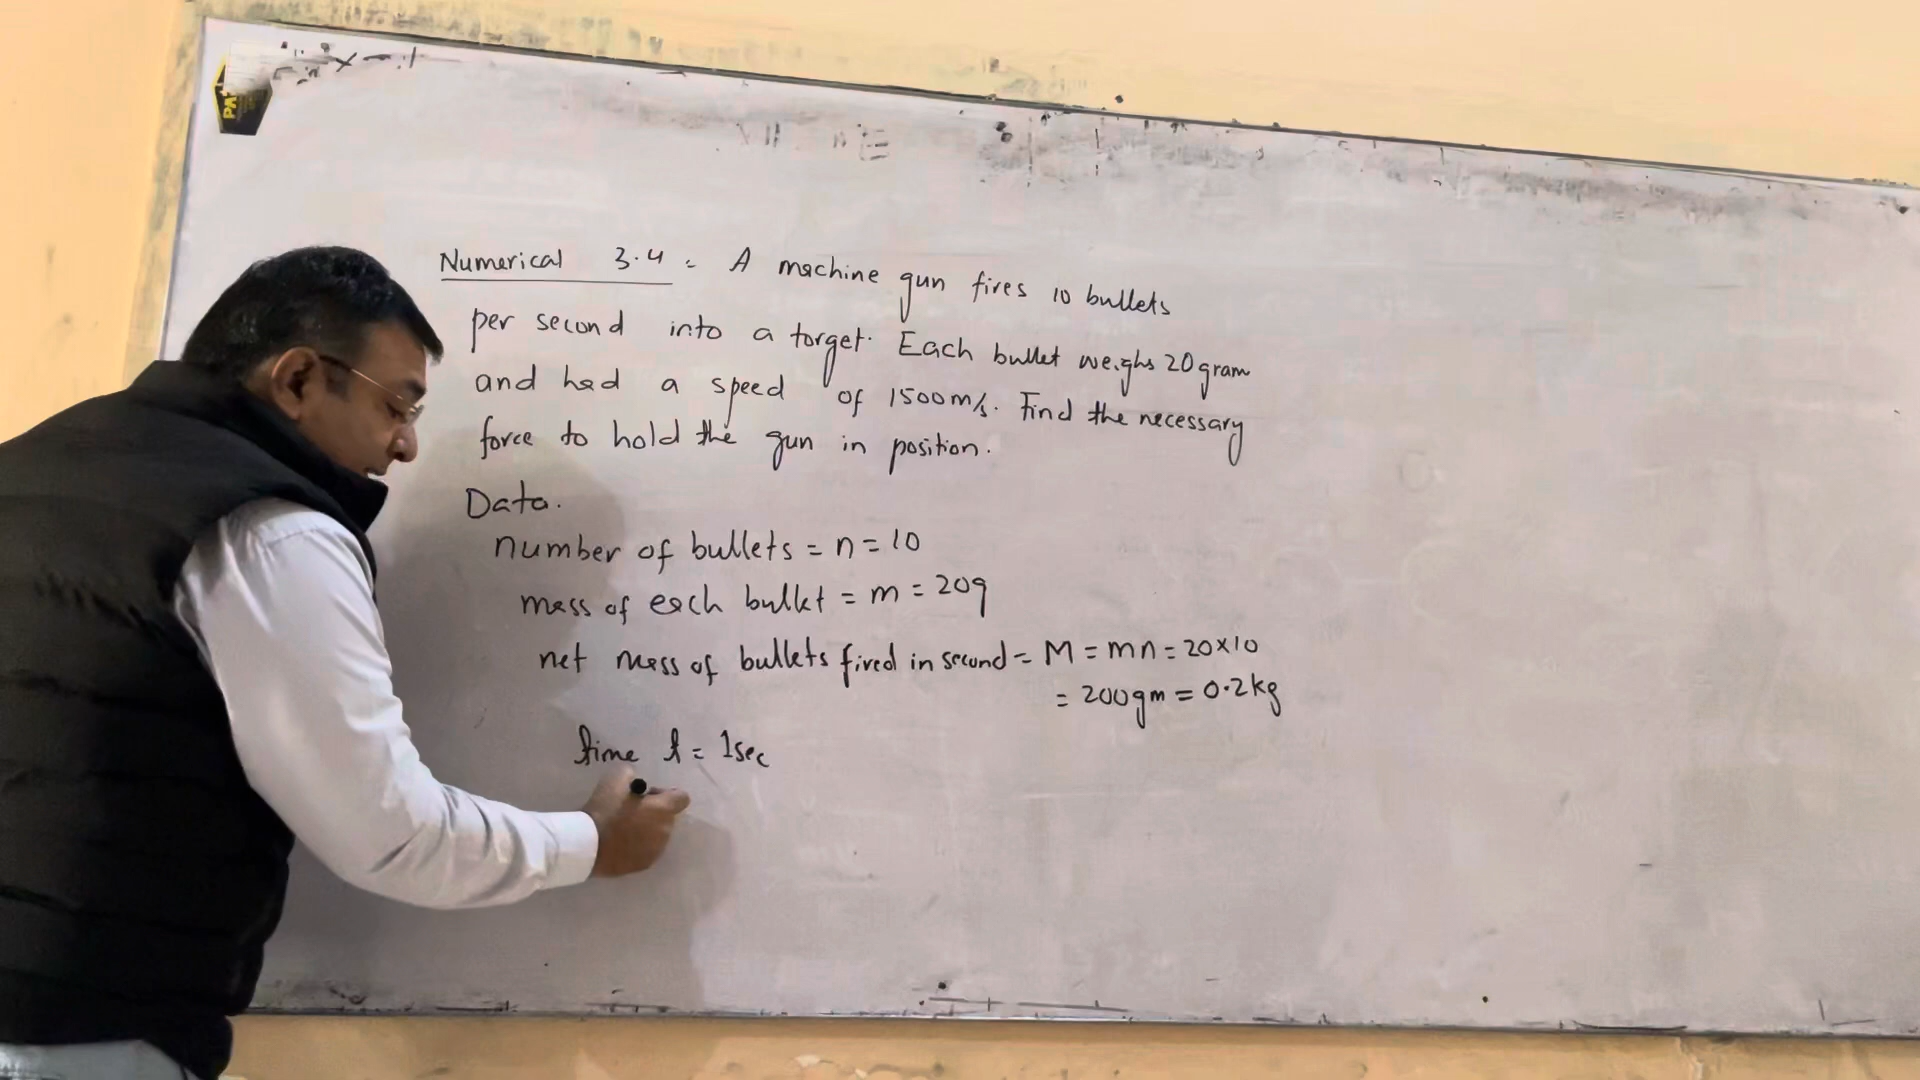 Numerical 3.4 = A machine gun fires 10 bullets
per second into a target. Each bullet weighs 20 gram
and had a speed of 1500m/s. Find the necessary
force to hold the gun in position.
Data.
number of bullets = n = 10
mass of each bullet = m = 20g
net mass of bullets fired in second = M = mn = 20×10
= 200gm = 0.2kg
time t = 1sec